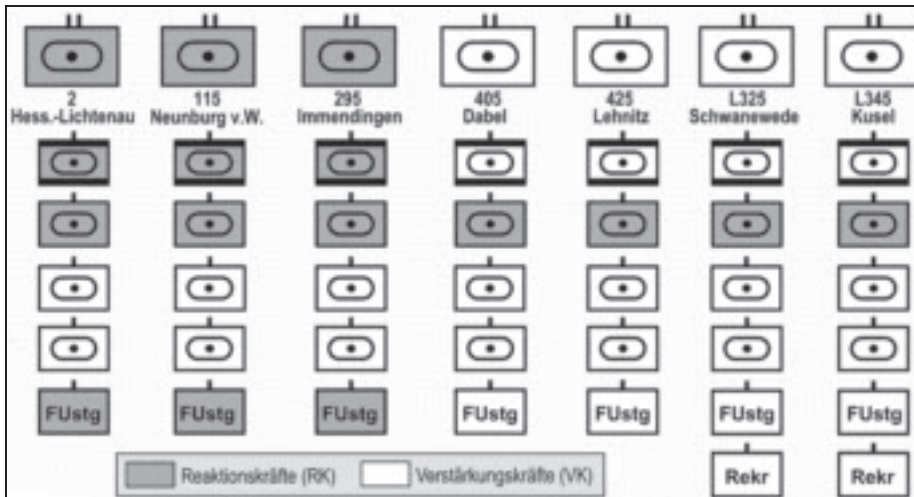 2 115 295 405 425 L325 L345
Hess.-Lichtenau Neunburg v.W. Immendingen Dabel Lehnitz Schwanewede Kusel
FUstg FUstg FUstg FUstg FUstg FUstg FUstg
Rekr Rekr
Reaktionskräfte (RK) Verstärkungskräfte (VK)